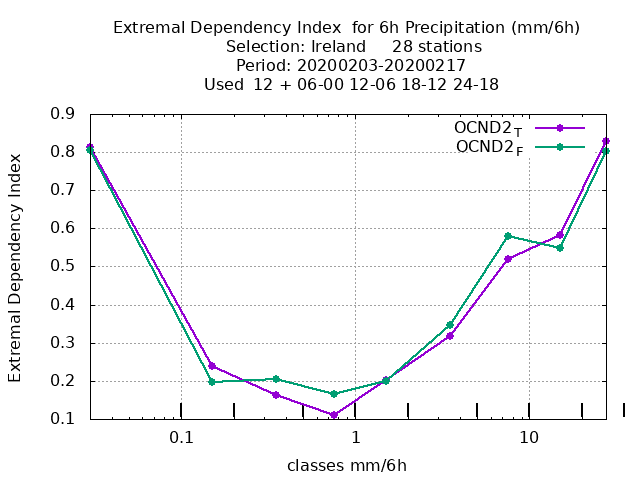 Extremal Dependency Index  for 6h Precipitation (mm/6h)
Selection: Ireland     28 stations
Period: 20200203-20200217
Used  12 + 06-00 12-06 18-12 24-18
OCND2T
OCND2F
0.9
0.8
0.7
0.6
0.5
0.4
0.3
0.2
0.1
Extremal Dependency Index
0.1 1 10
classes mm/6h